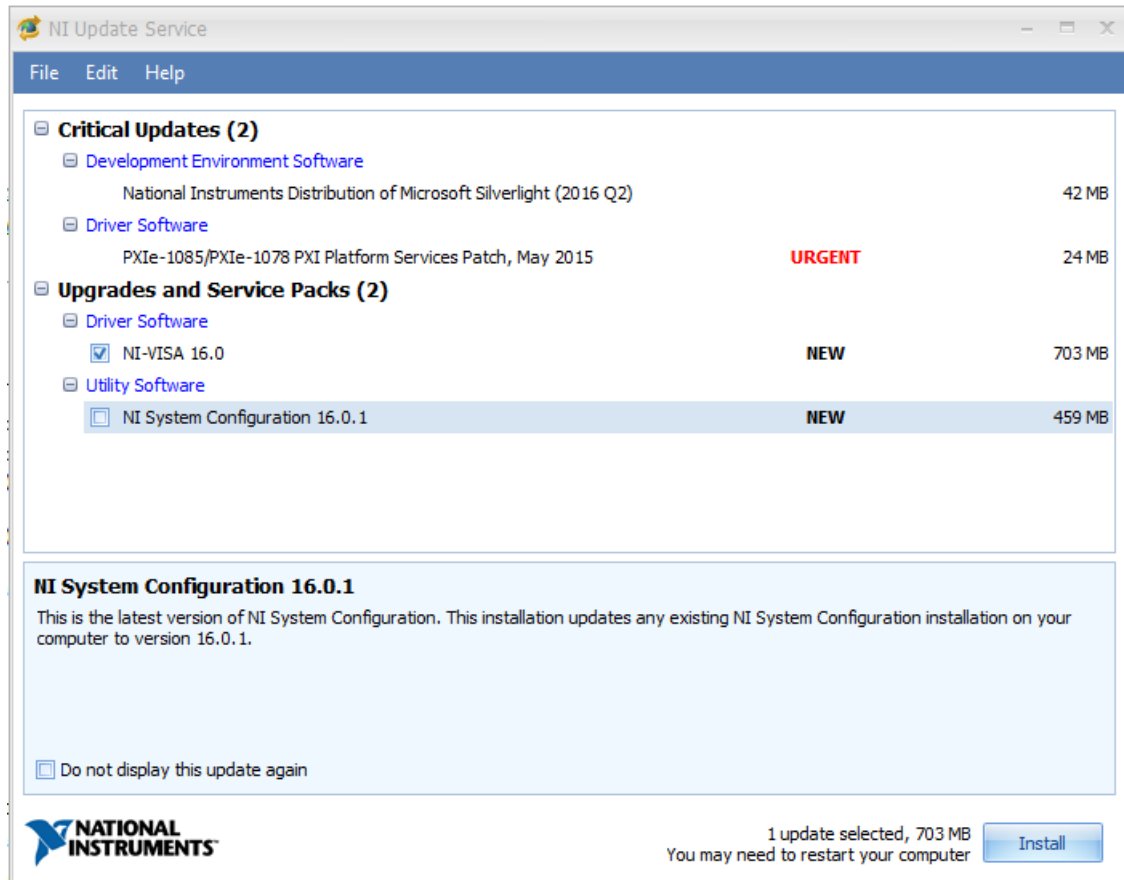 NI Update Service
File Edit Help
Critical Updates (2)
Development Environment Software
National Instruments Distribution of Microsoft Silverlight (2016 Q2) 42 MB
Driver Software
PXIe-1085/PXIe-1078 PXI Platform Services Patch, May 2015 URGENT 24 MB
Upgrades and Service Packs (2)
Driver Software
NI-VISA 16.0 NEW 703 MB
Utility Software
NI System Configuration 16.0.1 NEW 459 MB
NI System Configuration 16.0.1
This is the latest version of NI System Configuration. This installation updates any existing NI System Configuration installation on your
computer to version 16.0.1.
Do not display this update again
NATIONAL
INSTRUMENTS
1 update selected, 703 MB
You may need to restart your computer
Install